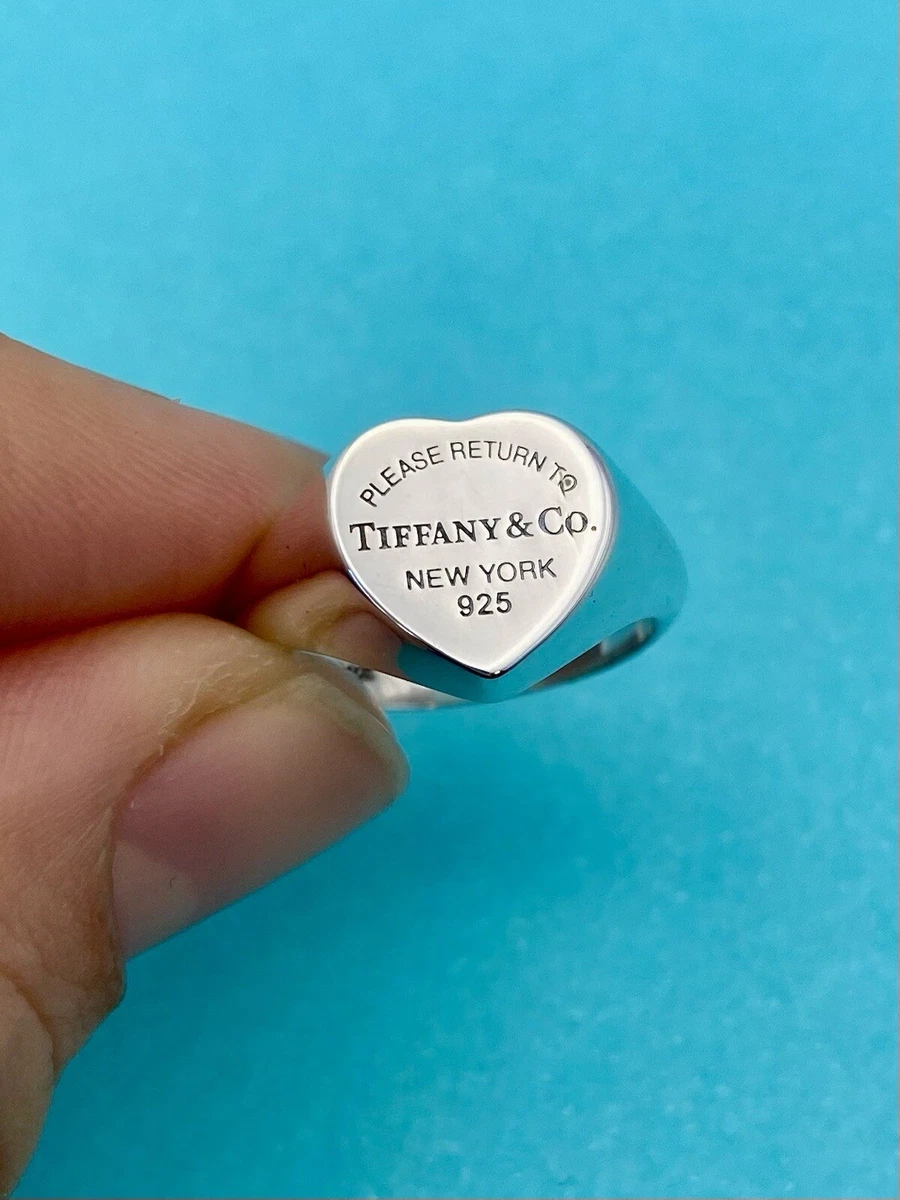 PLEASE RETURN TO
TIFFANY & CO.
NEW YORK
925